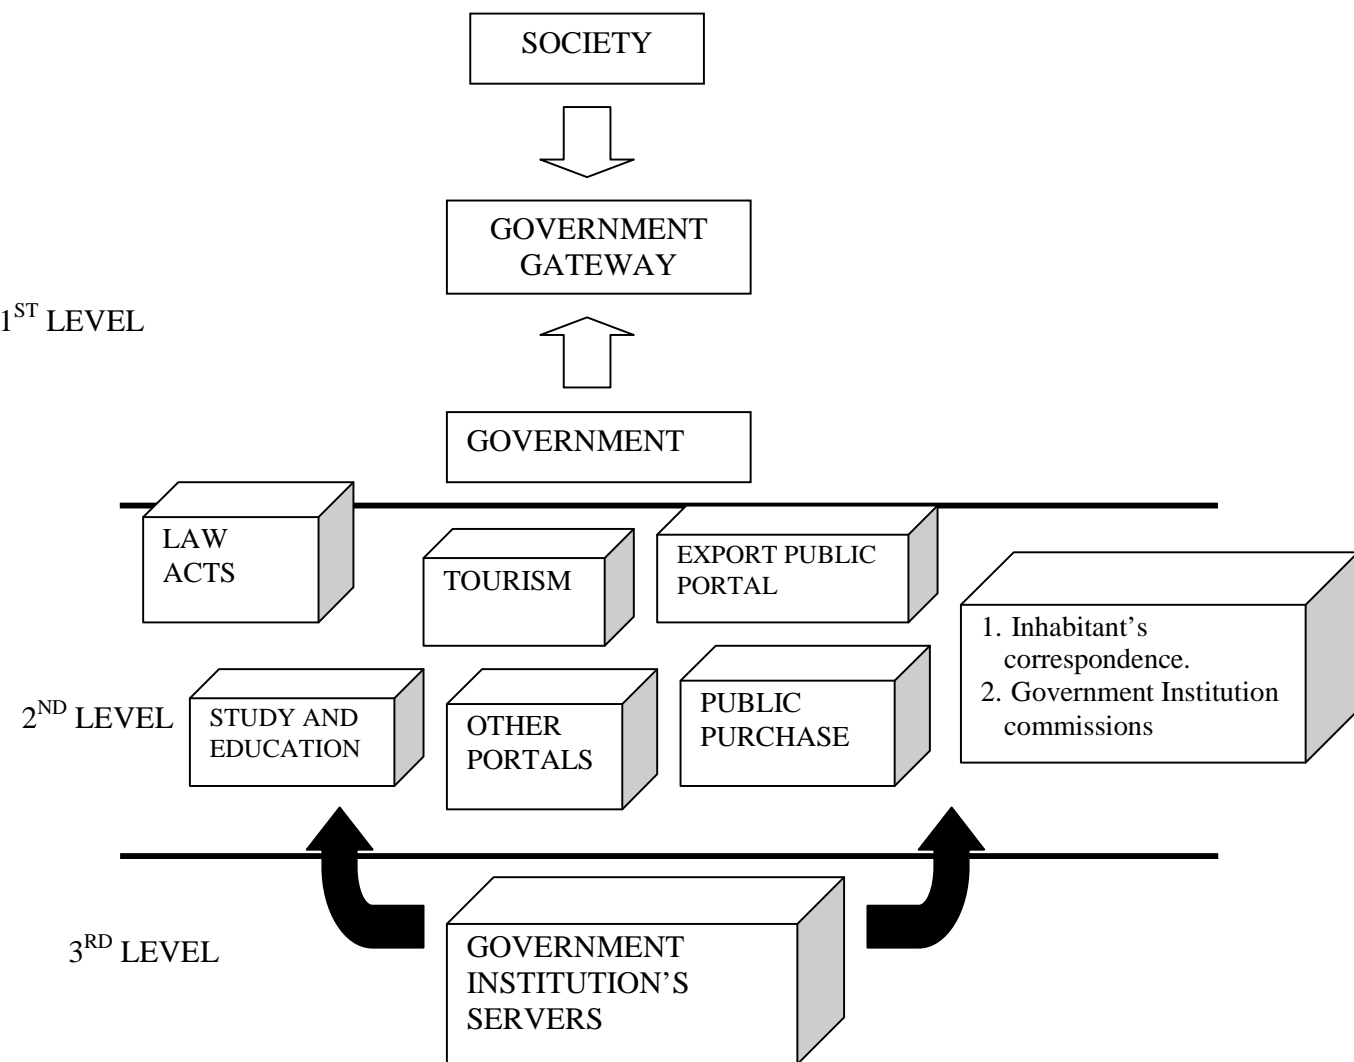 SOCIETY
GOVERNMENT
GATEWAY
1ST LEVEL
GOVERNMENT
LAW
ACTS
TOURISM
EXPORT PUBLIC
PORTAL
1. Inhabitant's
correspondence.
2. Government Institution
commissions
2ND LEVEL
STUDY AND
EDUCATION
OTHER
PORTALS
PUBLIC
PURCHASE
3RD LEVEL
GOVERNMENT
INSTITUTION'S
SERVERS